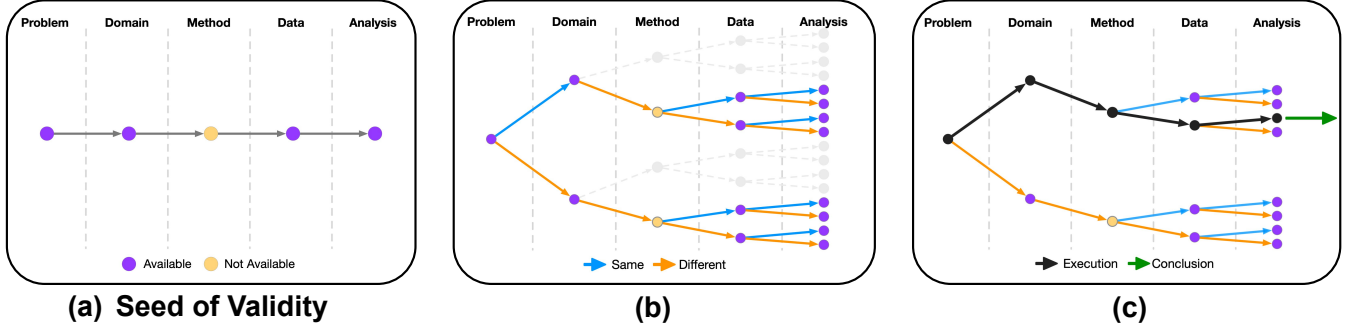 Problem Domain Method Data Analysis
Available Not Available
(a) Seed of Validity
Problem Domain Method Data Analysis
Same Different
(b)
Problem Domain Method Data Analysis
Execution Conclusion
(c)